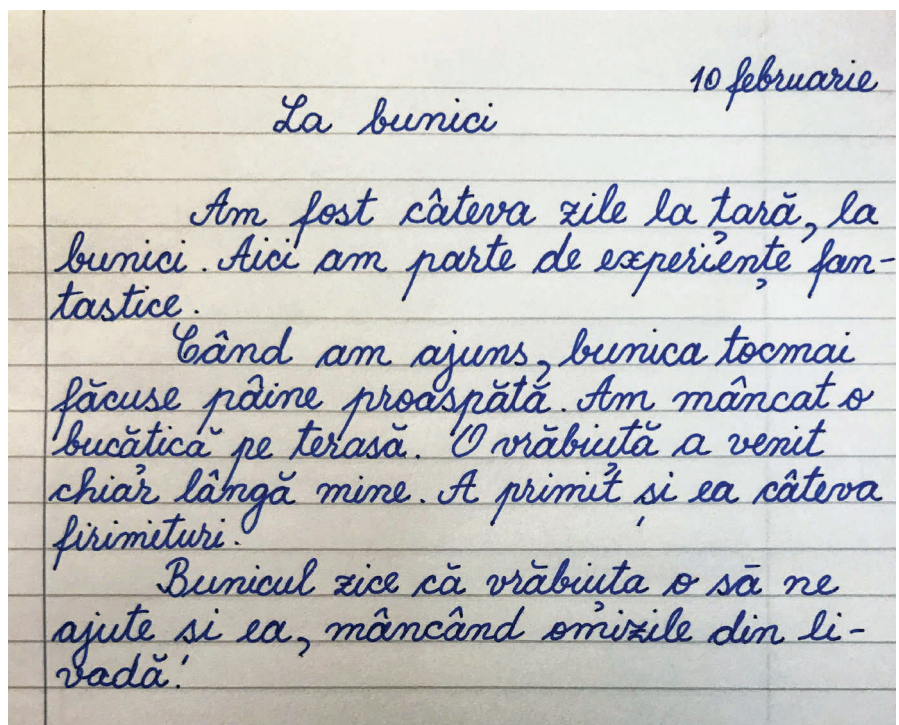 10 februarie
La bunici
Am fost câteva zile la țară, la
bunici. Aici am parte de experiențe fan-
tastice.
Când am ajuns, bunica tocmai
făcuse pâine proaspătă. Am mâncat o
bucățică pe terasă. O vrăbiuță a venit
chiar lângă mine. A primit și ea câteva
firimituri.
Bunicul zice că vrăbiuța o să ne
ajute și ea, mâncând omizile din li-
vadă.